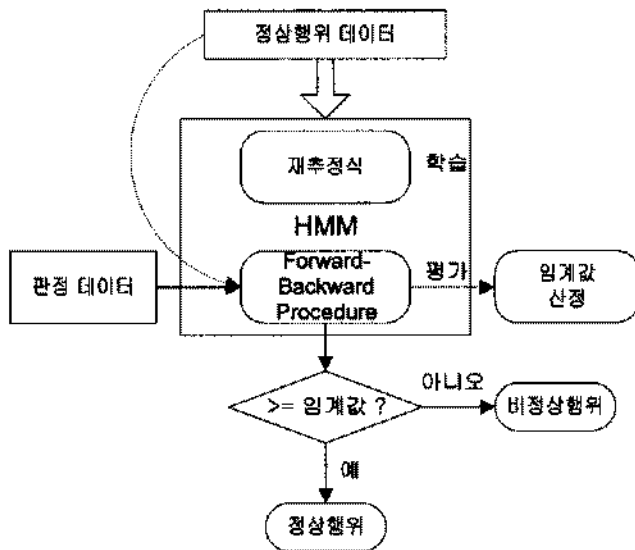 정상행위 데이터
재추정식
학습
HMM
Forward-
Backward
Procedure
평가
판정 데이터
임계값
산정
>= 임계값 ?
아니오
비정상행위
예
정상행위